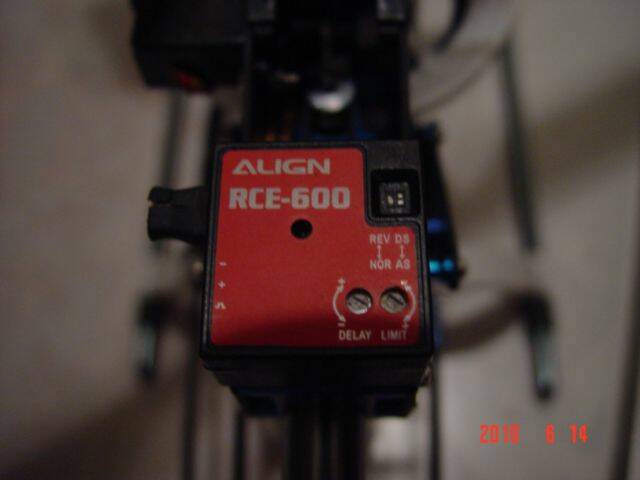 ALIGN
RCE-600
REV DS
NOR AS
DELAY LIMIT
2010 6 14